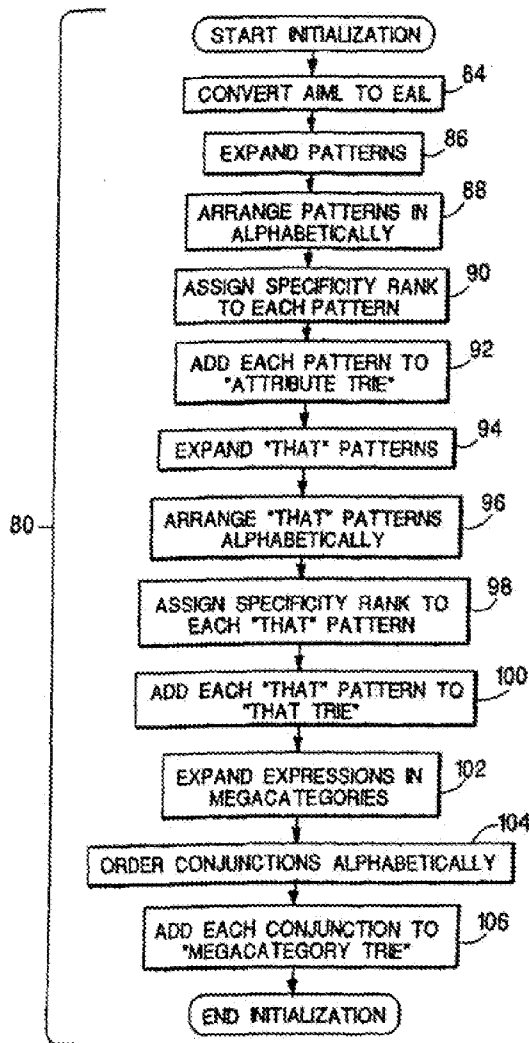 START INITIALIZATION
84
CONVERT AIML TO EAIL
86
EXPAND PATTERNS
88
ARRANGE PATTERNS IN
ALPHABETICALLY
90
ASSIGN SPECIFICITY RANK
TO EACH PATTERN
92
ADD EACH PATTERN TO
"ATTRIBUTE TRIE"
94
EXPAND "THAT" PATTERNS
96
ARRANGE "THAT" PATTERNS
ALPHABETICALLY
80
98
ASSIGN SPECIFICITY RANK TO
EACH "THAT" PATTERN
100
ADD EACH "THAT" PATTERN TO
"THAT TRIE"
102
EXPAND EXPRESSIONS IN
MEGACATEGORIES
104
ORDER CONJUNCTIONS ALPHABETICALLY
106
ADD EACH CONJUNCTION TO
"MEGACATEGORY TRIE"
END INITIALIZATION